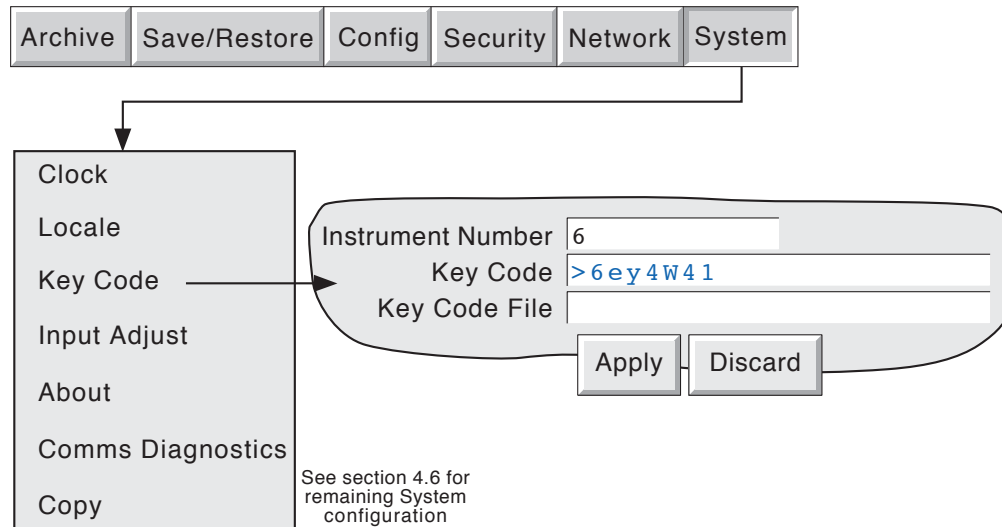 Archive Save/Restore Config Security Network System
Clock
Locale
Key Code
Input Adjust
About
Comms Diagnostics
Copy
Instrument Number 6
Key Code >6ey4W41
Key Code File
Apply Discard
See section 4.6 for
remaining System
configuration